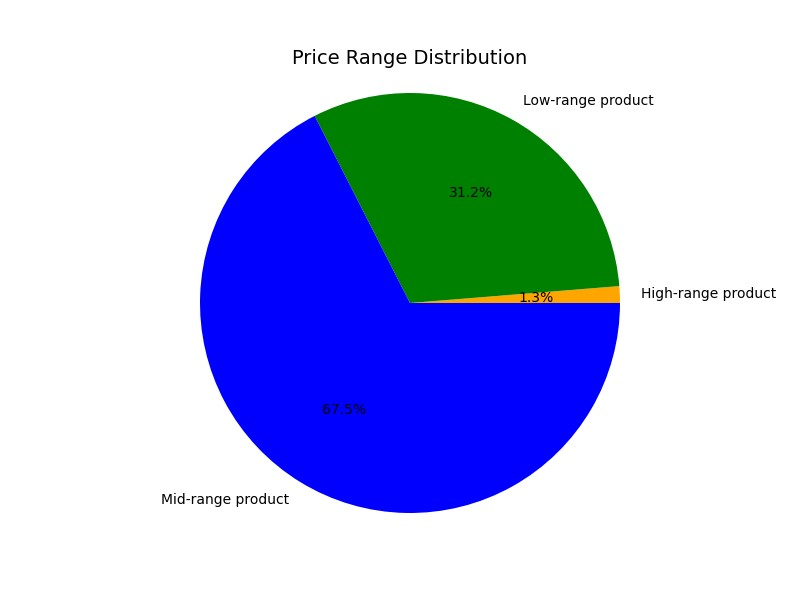 Price Range Distribution
Low-range product
31.2%
High-range product
1.3%
67.5%
Mid-range product